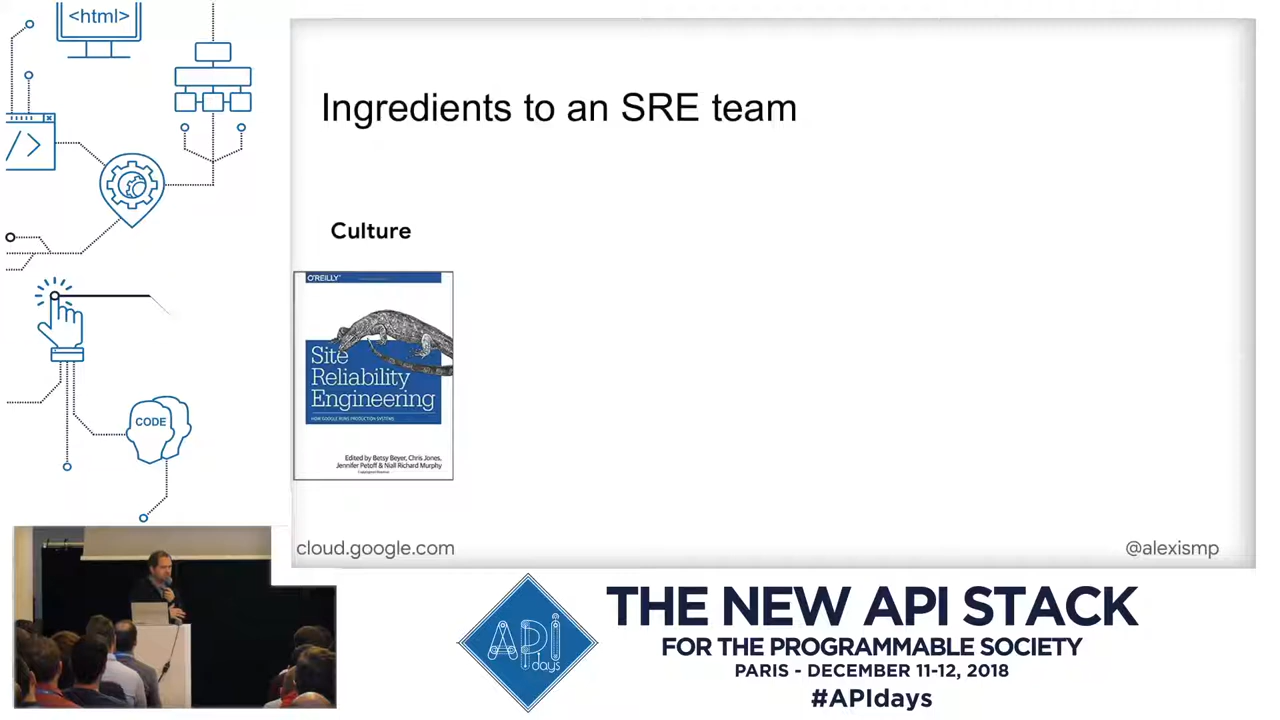 <html>
</>
CODE
Ingredients to an SRE team
Culture
O'REILLY
Site
Reliability
Engineering
HOW GOOGLE RUNS PRODUCTION SYSTEMS
Edited by Betsy Beyer, Chris Jones,
Jennifer Petoff & Niall Richard Murphy
cloud.google.com
@alexismp
API
days
THE NEW API STACK
FOR THE PROGRAMMABLE SOCIETY
PARIS - DECEMBER 11-12, 2018
#APIdays